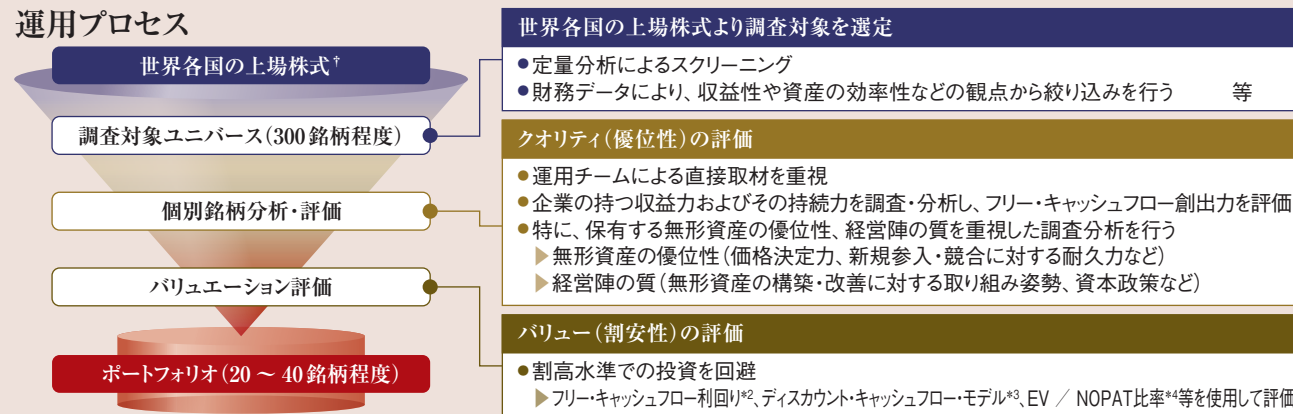 運用プロセス
世界各国の上場株式†
調査対象ユニバース（300銘柄程度）
個別銘柄分析・評価
バリュエーション評価
ポートフォリオ（20 ～ 40銘柄程度）
世界各国の上場株式より調査対象を選定
●定量分析によるスクリーニング
●財務データにより、収益性や資産の効率性などの観点から絞り込みを行う　　等
クオリティ（優位性）の評価
●運用チームによる直接取材を重視
●企業の持つ収益力およびその持続力を調査・分析し、フリー・キャッシュフロー創出力を評価
●特に、保有する無形資産の優位性、経営陣の質を重視した調査分析を行う
▶無形資産の優位性（価格決定力、新規参入・競合に対する耐久力など）
▶経営陣の質（無形資産の構築・改善に対する取り組み姿勢、資本政策など）
バリュー（割安性）の評価
●割高水準での投資を回避
▶フリー・キャッシュフロー利回り*2、ディスカウント・キャッシュフロー・モデル*3、EV ／ NOPAT比率*4等を使用して評価